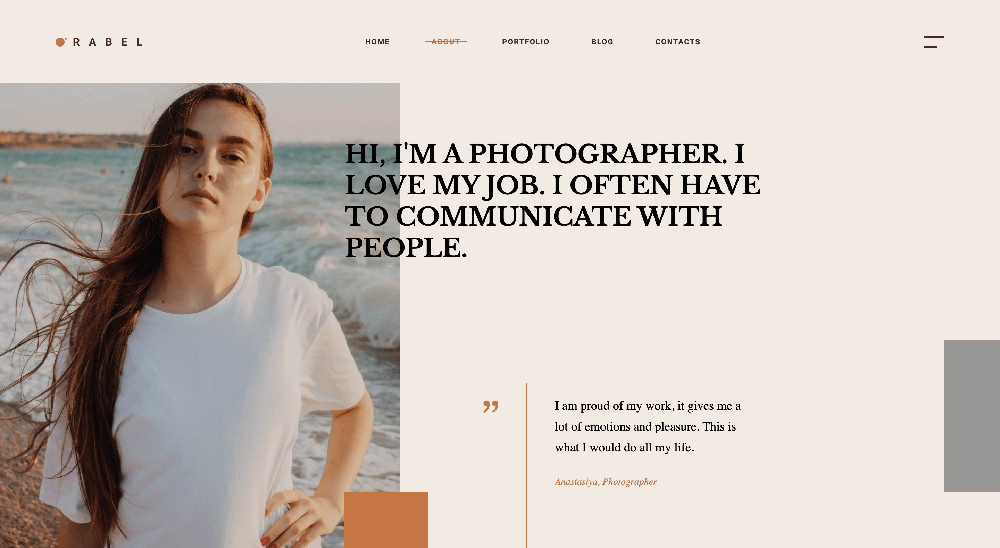 RABEL
HOME ABOUT PORTFOLIO BLOG CONTACTS
HI, I'M A PHOTOGRAPHER. I
LOVE MY JOB. I OFTEN HAVE
TO COMMUNICATE WITH
PEOPLE.
”
I am proud of my work, it gives me a
lot of emotions and pleasure. This is
what I would do all my life.
Anastasiya, Photographer